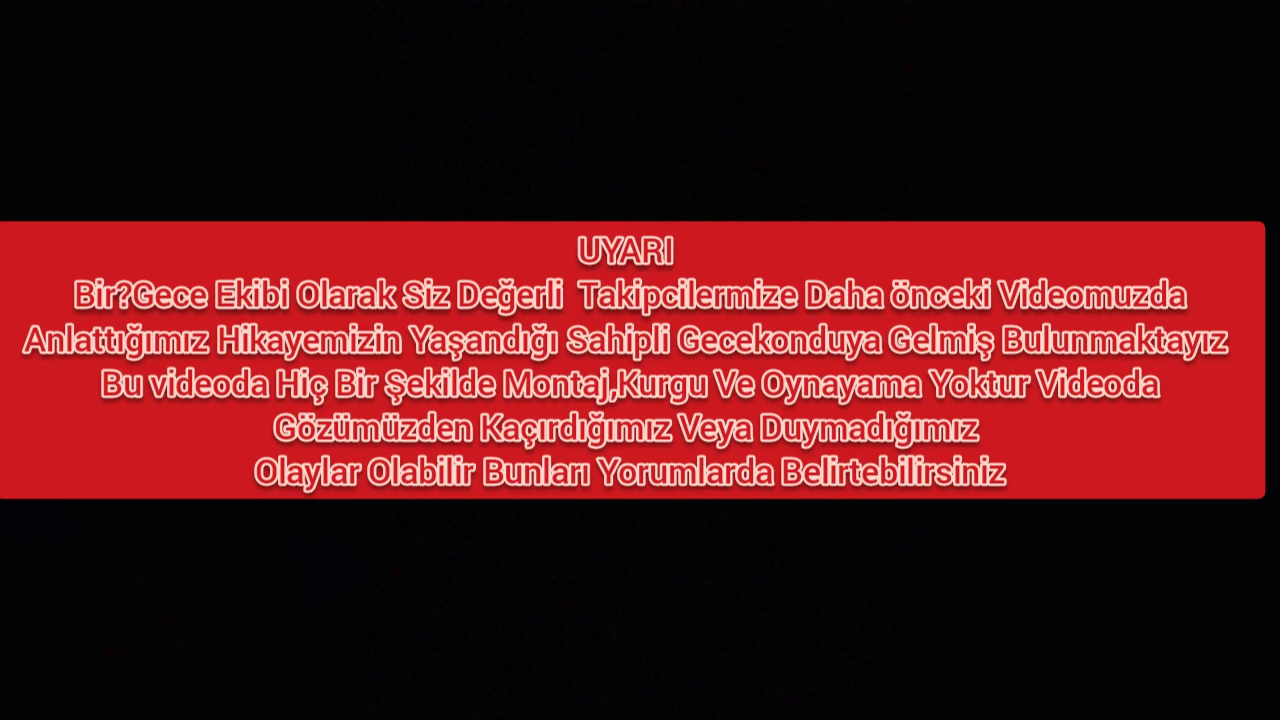 UYARI
Bir?Gece Ekibi Olarak Siz Değerli Takipcilermize Daha önceki Videomuzda
Anlattığımız Hikayemizin Yaşandığı Sahipli Gecekonduya Gelmiş Bulunmaktayız
Bu videoda Hiç Bir Şekilde Montaj,Kurgu Ve Oynayama Yoktur Videoda
Gözümüzden Kaçırdığımız Veya Duymadığımız
Olaylar Olabilir Bunları Yorumlarda Belirtebilirsiniz